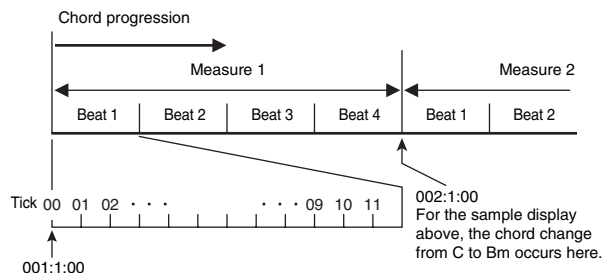 Chord progression
Measure 1 Measure 2
Beat 1 Beat 2 Beat 3 Beat 4 Beat 1 Beat 2
Tick 00 01 02 · · · · · · 09 10 11
001:1:00
002:1:00
For the sample display
above, the chord change
from C to Bm occurs here.